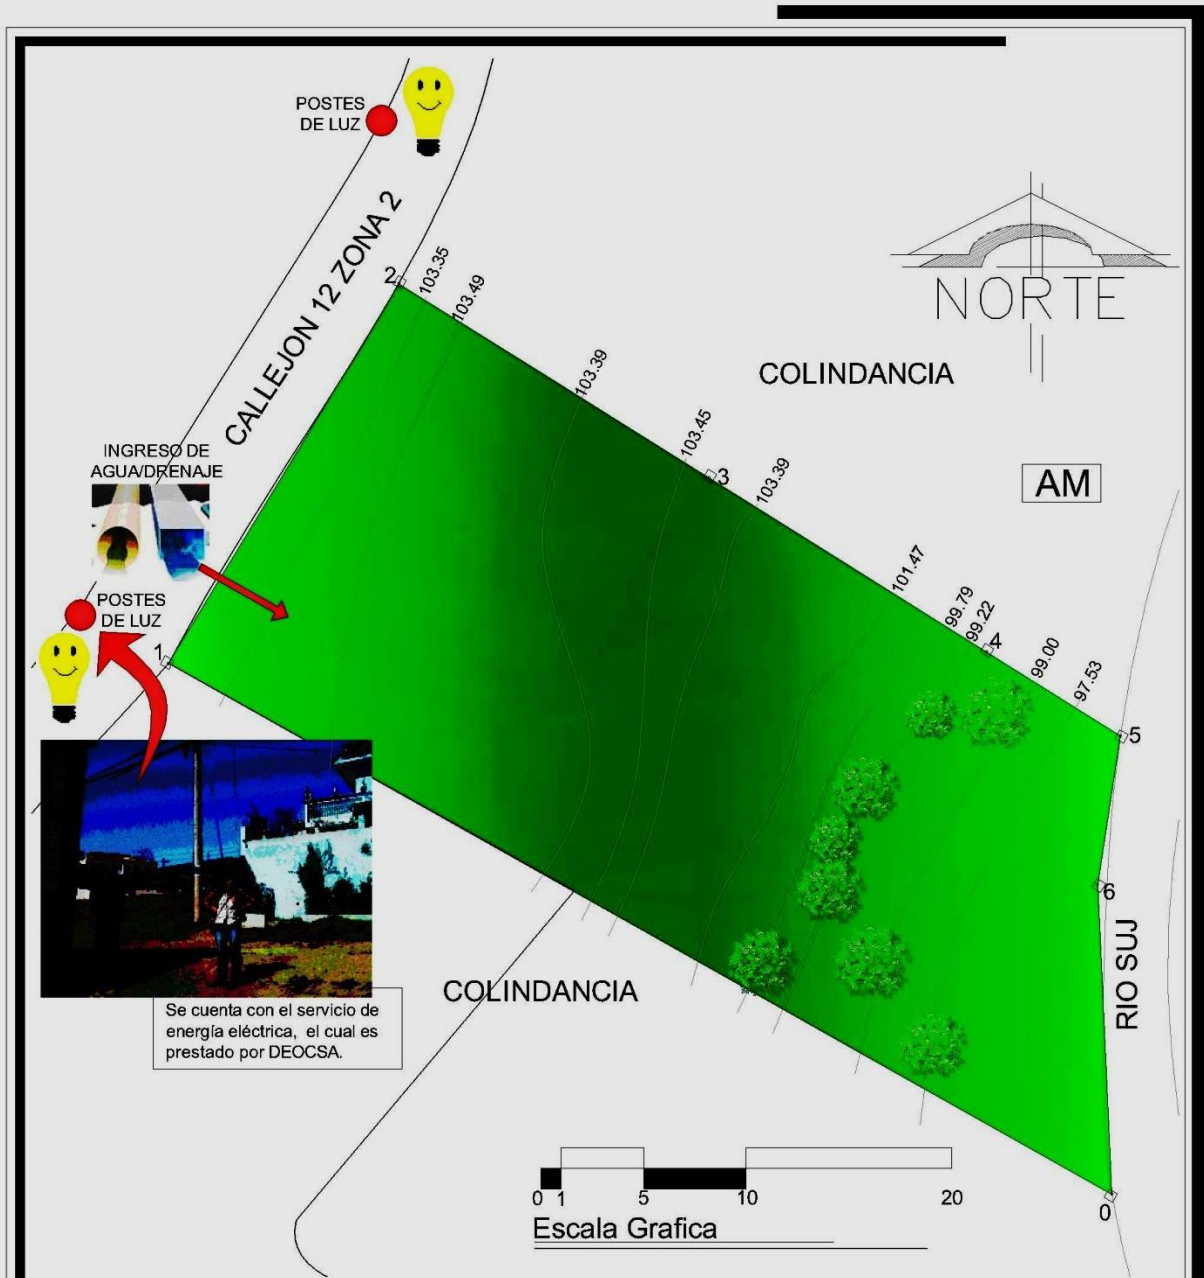 POSTES
DE LUZ
CALLEJON 12 ZONA 2
2
103.35
103.49
NORTE
103.39
COLINDANCIA
103.45
3
103.39
AM
INGRESO DE
AGUA/DRENAJE
101.47
99.79
99.22
4
99.00
97.53
POSTES
DE LUZ
1
5
6
RIO SUJ
COLINDANCIA
Se cuenta con el servicio de
energía eléctrica, el cual es
prestado por DEOCSA.
0 1 5 10 20
Escala Grafica
0